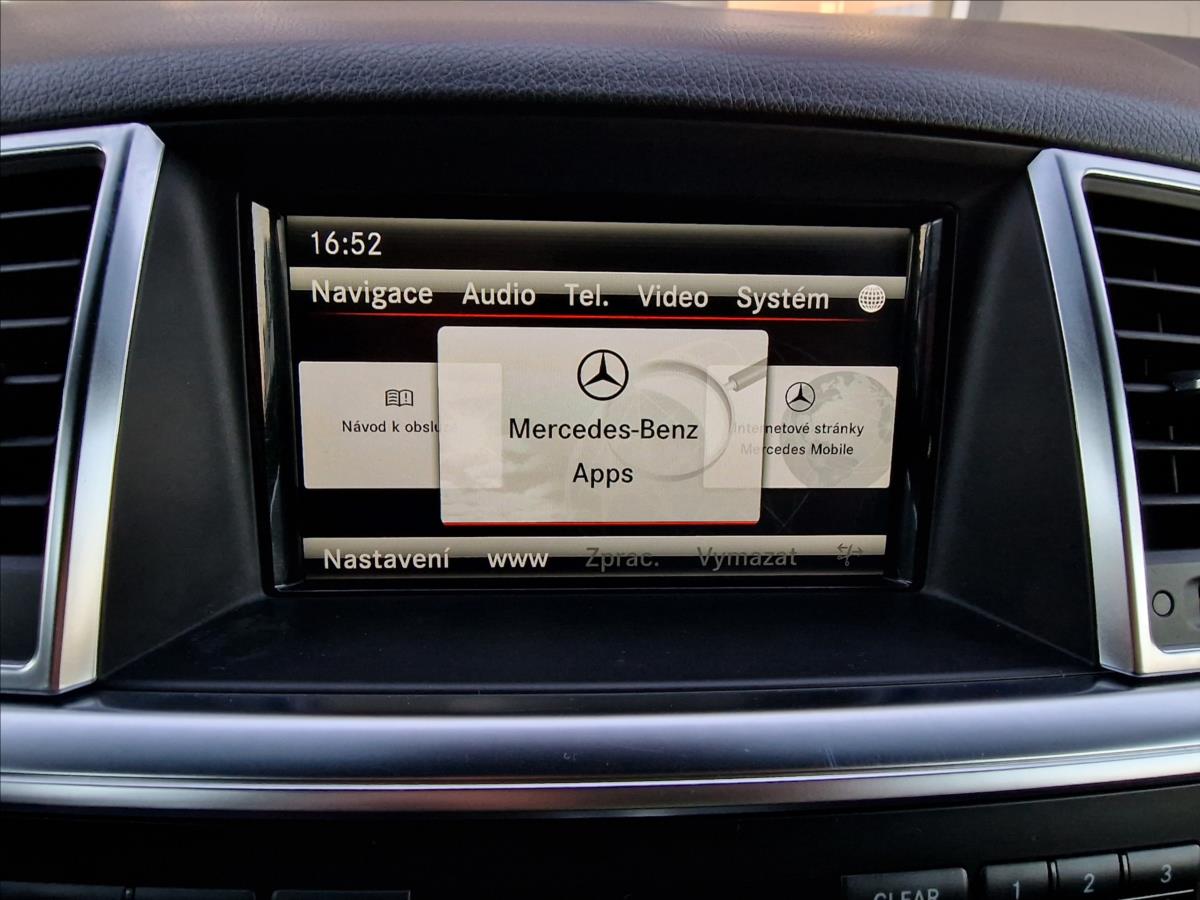 16:52
Navigace Audio Tel. Video Systém
Mercedes-Benz
Apps
Návod k obsluze
Internetové stránky
Mercedes Mobile
Nastavení www Zprac. Vymazat
CLEAR 1 2 3